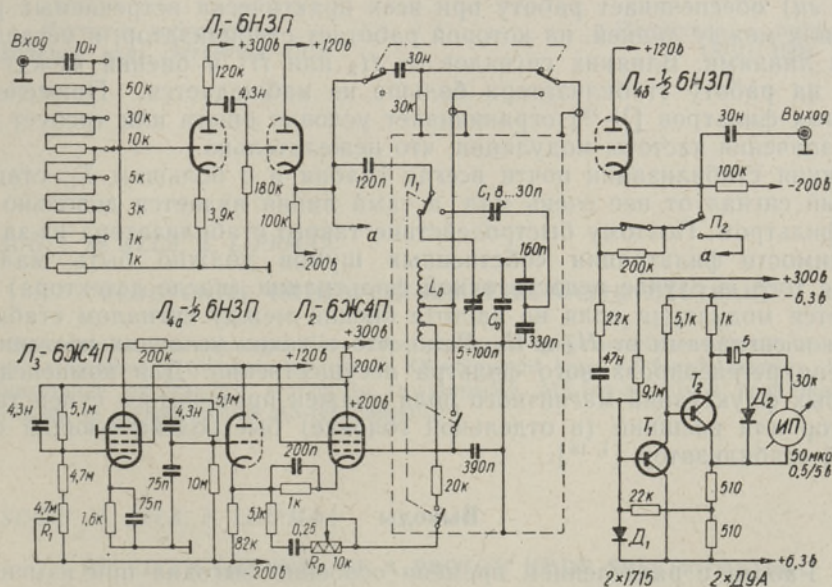 Л₁-6Н3П
+300в
+120в
Вход
10н
50к
30к
10к
5к
3к
1к
1к
120к
4,3н
3,9к
180к
100к
-200в
120п
а
30н
30к
П₁
С₁ 8...30п
160п
L₀
C₀
5÷100п
330п
390п
20к
+120в
Л₄б-½ 6Н3П
30н
Выход
100к
-200в
П₂
а
200к
+300в
-6,3в
22к
47н
9,1м
5,1к
1к
5
Т₂
Д₂
30к
ИП
50мка
0,5/5в
Т₁
22к
510
510
Д₁
+6,3в
2×П15
2×Д9А
Л₄а-½6Н3П
Л₂-6Ж4П
Л₃-6Ж4П
+300в
200к
+120в
200к
+200в
4,3н
5,1м
4,3н
5,1м
4,7м
75п
75п
10м
200п
1к
4,7м
R₁
1,6к
82к
5,1к
0,25
Rр 10к
-200в